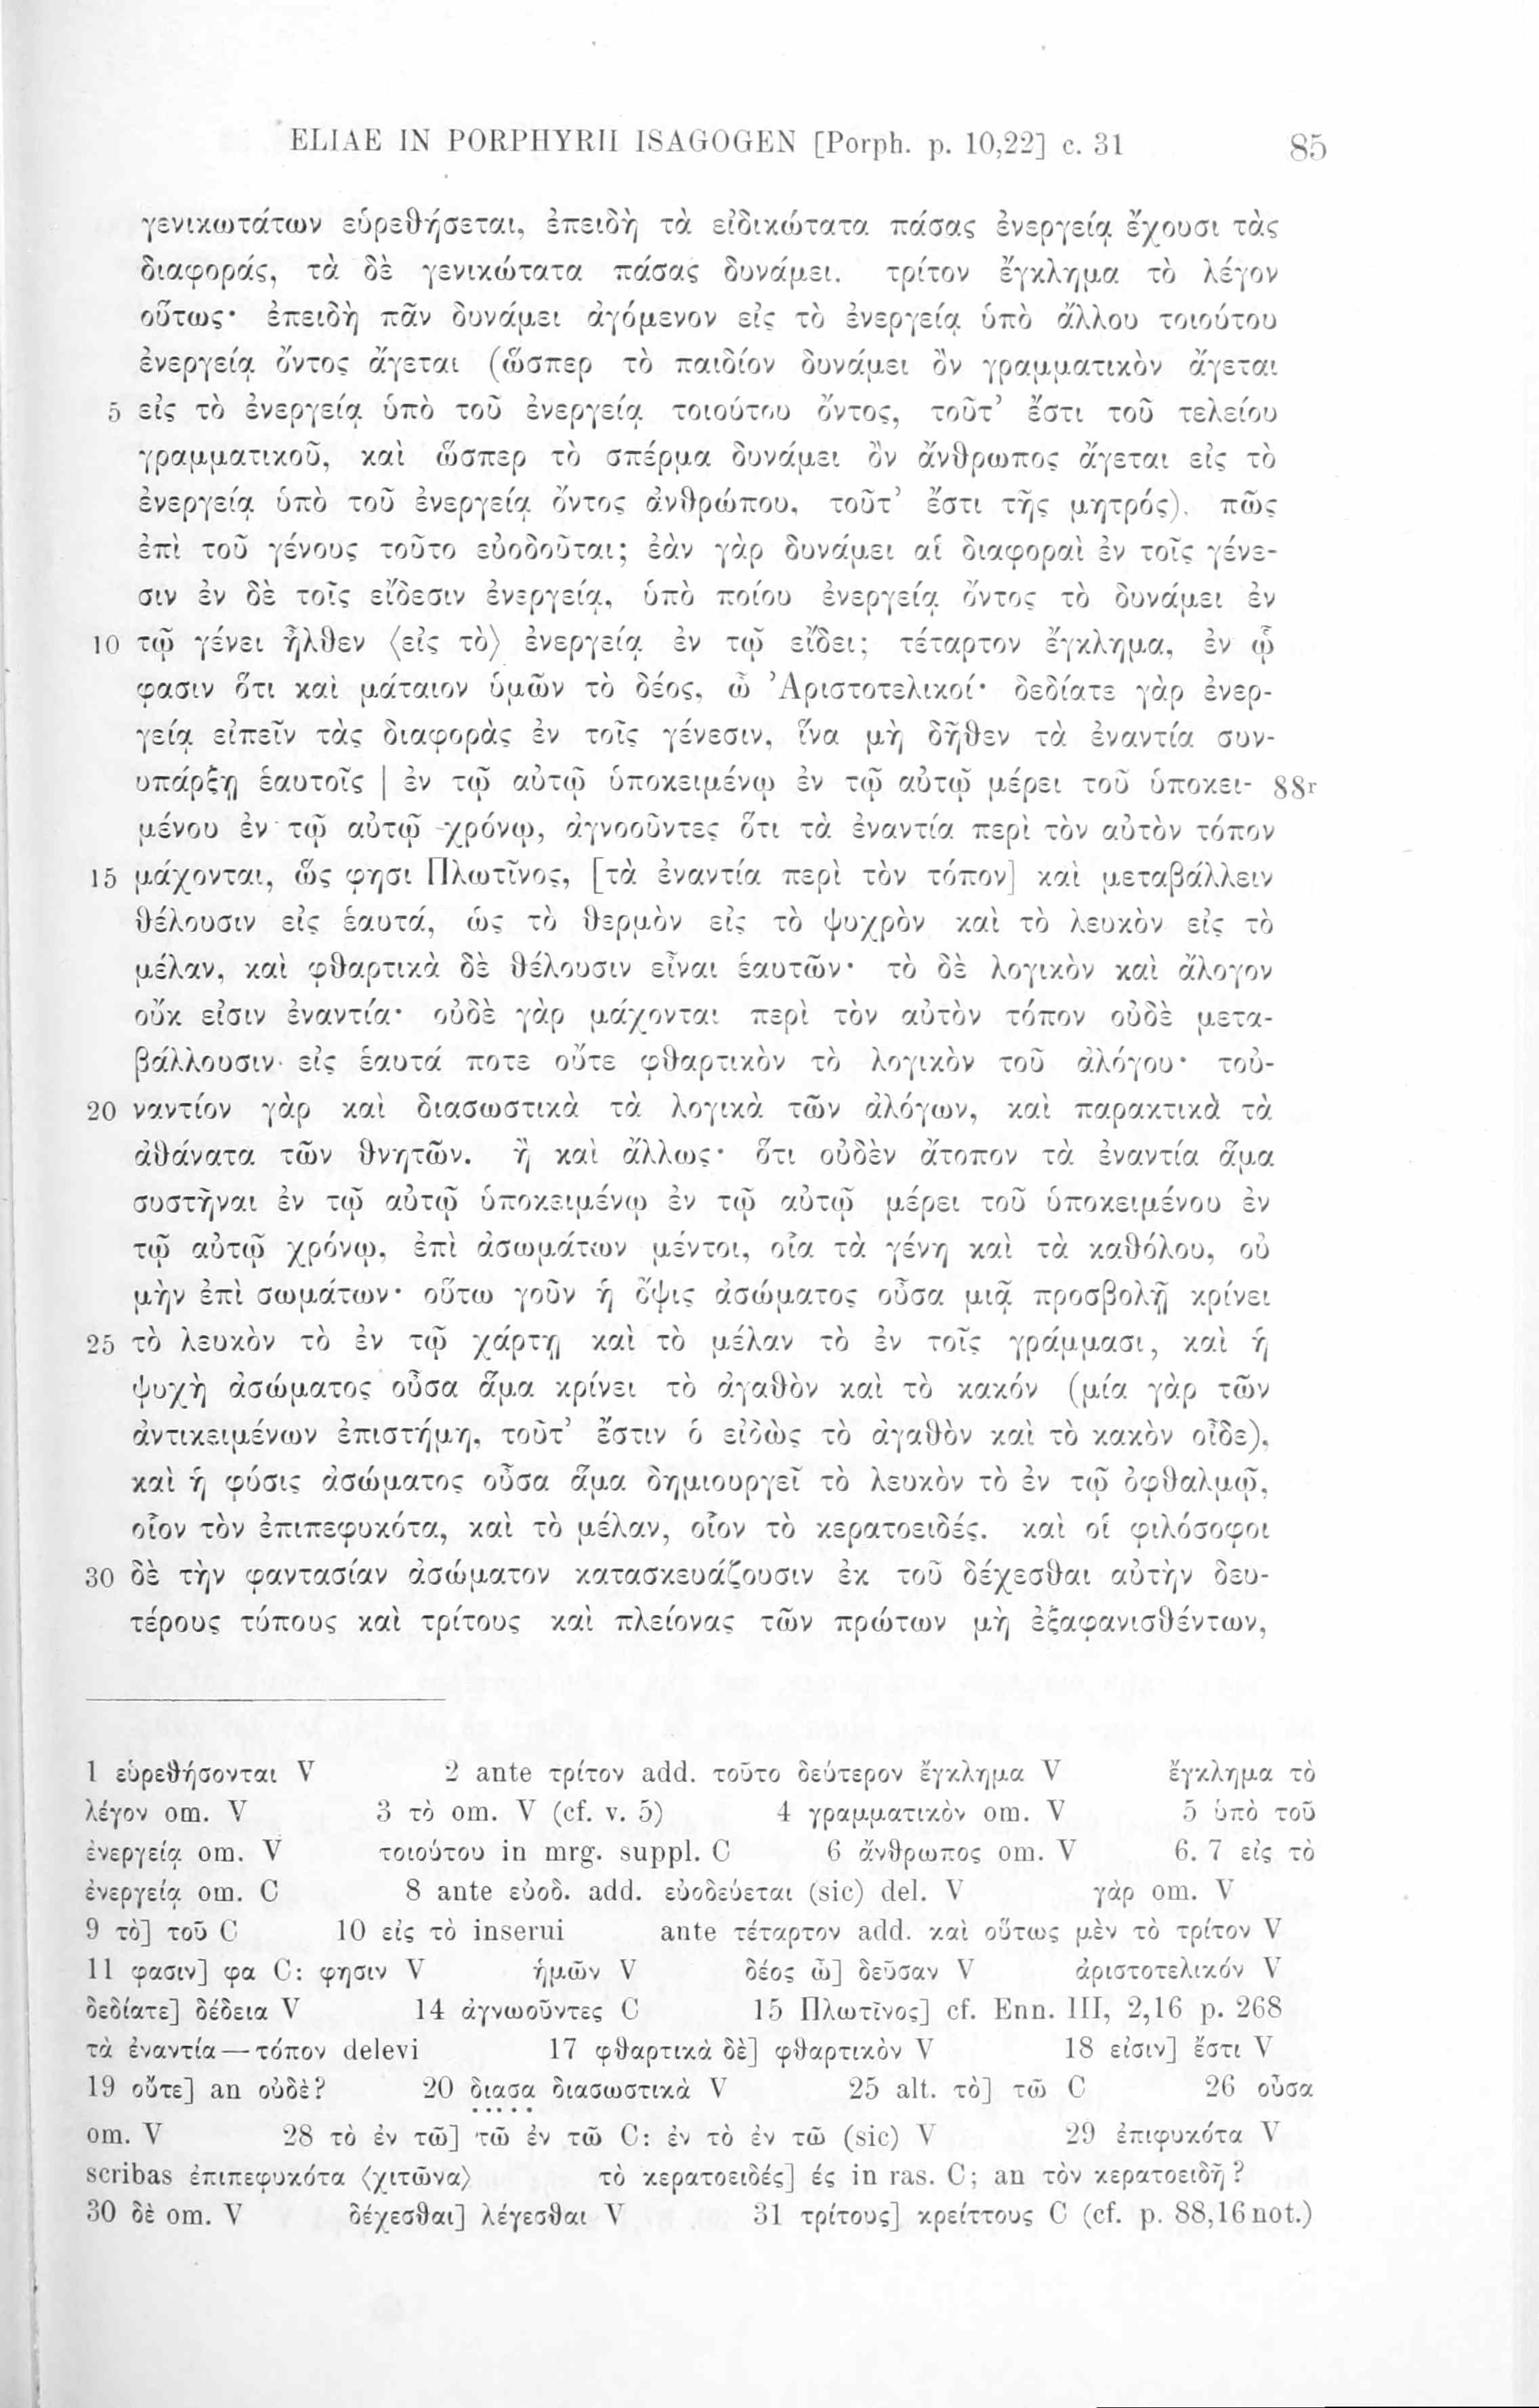 ELIAE IN PORPHYRII ISAGOGEN [Porph. p. 10,22] c. 31 85
γενικωτάτων εὑρεθήσεται, ἐπειδὴ τὰ εἰδικώτατα πάσας ἐνεργείᾳ ἔχουσι τὰς
διαφοράς, τὰ δὲ γενικώτατα πάσας δυνάμει. τρίτον ἔγκλημα τὸ λέγον
οὕτως· ἐπειδὴ πᾶν δυνάμει ἀγόμενον εἰς τὸ ἐνεργείᾳ ὑπὸ ἄλλου τοιούτου
ἐνεργείᾳ ὄντος ἄγεται (ὥσπερ τὸ παιδίον δυνάμει ὂν γραμματικὸν ἄγεται
5 εἰς τὸ ἐνεργείᾳ ὑπὸ τοῦ ἐνεργείᾳ τοιούτου ὄντος, τοῦτ’ ἔστι τοῦ τελείου
γραμματικοῦ, καὶ ὥσπερ τὸ σπέρμα δυνάμει ὂν ἄνθρωπος ἄγεται εἰς τὸ
ἐνεργείᾳ ὑπὸ τοῦ ἐνεργείᾳ ὄντος ἀνθρώπου, τοῦτ’ ἔστι τῆς μητρός), πῶς
ἐπὶ τοῦ γένους τοῦτο εὐοδοῦται; ἐὰν γὰρ δυνάμει αἱ διαφοραὶ ἐν τοῖς γένε-
σιν ἐν δὲ τοῖς εἴδεσιν ἐνεργείᾳ, ὑπὸ ποίου ἐνεργείᾳ ὄντος τὸ δυνάμει ἐν
10 τῷ γένει ἦλθεν ⟨εἰς τὸ⟩ ἐνεργείᾳ ἐν τῷ εἴδει; τέταρτον ἔγκλημα, ἐν ᾧ
φασιν ὅτι καὶ μάταιον ὑμῶν τὸ δέος, ὦ Ἀριστοτελικοί· δεδίατε γὰρ ἐνερ-
γείᾳ εἰπεῖν τὰς διαφορὰς ἐν τοῖς γένεσιν, ἵνα μὴ δῆθεν τὰ ἐναντία συν-
υπάρξῃ ἑαυτοῖς | ἐν τῷ αὐτῷ ὑποκειμένῳ ἐν τῷ αὐτῷ μέρει τοῦ ὑποκει- 88r
μένου ἐν τῷ αὐτῷ χρόνῳ, ἀγνοοῦντες ὅτι τὰ ἐναντία περὶ τὸν αὐτὸν τόπον
15 μάχονται, ὥς φησι Πλωτῖνος, [τὰ ἐναντία περὶ τὸν τόπον] καὶ μεταβάλλειν
θέλουσιν εἰς ἑαυτά, ὡς τὸ θερμὸν εἰς τὸ ψυχρὸν καὶ τὸ λευκὸν εἰς τὸ
μέλαν, καὶ φθαρτικὰ δὲ θέλουσιν εἶναι ἑαυτῶν· τὸ δὲ λογικὸν καὶ ἄλογον
οὔκ εἰσιν ἐναντία· οὐδὲ γὰρ μάχονται περὶ τὸν αὐτὸν τόπον οὐδὲ μετα-
βάλλουσιν εἰς ἑαυτά ποτε οὔτε φθαρτικὸν τὸ λογικὸν τοῦ ἀλόγου· τοὐ-
20 ναντίον γὰρ καὶ διασωστικὰ τὰ λογικὰ τῶν ἀλόγων, καὶ παρακτικὰ τὰ
ἀθάνατα τῶν θνητῶν. ἢ καὶ ἄλλως· ὅτι οὐδὲν ἄτοπον τὰ ἐναντία ἅμα
συστῆναι ἐν τῷ αὐτῷ ὑποκειμένῳ ἐν τῷ αὐτῷ μέρει τοῦ ὑποκειμένου ἐν
τῷ αὐτῷ χρόνῳ, ἐπὶ ἀσωμάτων μέντοι, οἷα τὰ γένη καὶ τὰ καθόλου, οὐ
μὴν ἐπὶ σωμάτων· οὕτω γοῦν ἡ ὄψις ἀσώματος οὖσα μιᾷ προσβολῇ κρίνει
25 τὸ λευκὸν τὸ ἐν τῷ χάρτῃ καὶ τὸ μέλαν τὸ ἐν τοῖς γράμμασι, καὶ ἡ
ψυχὴ ἀσώματος οὖσα ἅμα κρίνει τὸ ἀγαθὸν καὶ τὸ κακόν (μία γὰρ τῶν
ἀντικειμένων ἐπιστήμη, τοῦτ’ ἔστιν ὁ εἰδὼς τὸ ἀγαθὸν καὶ τὸ κακὸν οἶδε),
καὶ ἡ φύσις ἀσώματος οὖσα ἅμα δημιουργεῖ τὸ λευκὸν τὸ ἐν τῷ ὀφθαλμῷ,
οἷον τὸν ἐπιπεφυκότα, καὶ τὸ μέλαν, οἷον τὸ κερατοειδές. καὶ οἱ φιλόσοφοι
30 δὲ τὴν φαντασίαν ἀσώματον κατασκευάζουσιν ἐκ τοῦ δέχεσθαι αὐτὴν δευ-
τέρους τύπους καὶ τρίτους καὶ πλείονας τῶν πρώτων μὴ ἐξαφανισθέντων,
1 εὑρεθήσονται V 2 ante τρίτον add. τοῦτο δεύτερον ἔγκλημα V ἔγκλημα τὸ
λέγον om. V 3 τὸ om. V (cf. v. 5) 4 γραμματικὸν om. V 5 ὑπὸ τοῦ
ἐνεργείᾳ om. V τοιούτου in mrg. suppl. C 6 ἄνθρωπος om. V 6. 7 εἰς τὸ
ἐνεργείᾳ om. C 8 ante εὐοδ. add. εὐοδεύεται (sic) del. V γὰρ om. V
9 τὸ] τοῦ C 10 εἰς τὸ inserui ante τέταρτον add. καὶ οὕτως μὲν τὸ τρίτον V
11 φασιν] φα C: φησιν V ἡμῶν V δέος ὦ] δεῦσαν V ἀριστοτελικόν V
δεδίατε] δέδεια V 14 ἀγνωοῦντες C 15 Πλωτῖνος] cf. Enn. III, 2,16 p. 268
τὰ ἐναντία—τόπον delevi 17 φθαρτικὰ δὲ] φθαρτικὸν V 18 εἰσιν] ἔστι V
19 οὔτε] an οὐδὲ? 20 διασα διασωστικὰ V 25 alt. τὸ] τῶ C 26 οὖσα
om. V 28 τὸ ἐν τῶ] τῶ ἐν τῶ C: ἐν τὸ ἐν τῶ (sic) V 29 ἐπιφυκότα V
scribas ἐπιπεφυκότα ⟨χιτῶνα⟩ τὸ κερατοειδές] ές in ras. C; an τὸν κερατοειδῆ?
30 δὲ om. V δέχεσθαι] λέγεσθαι V 31 τρίτους] κρείττους C (cf. p. 88,16 not.)